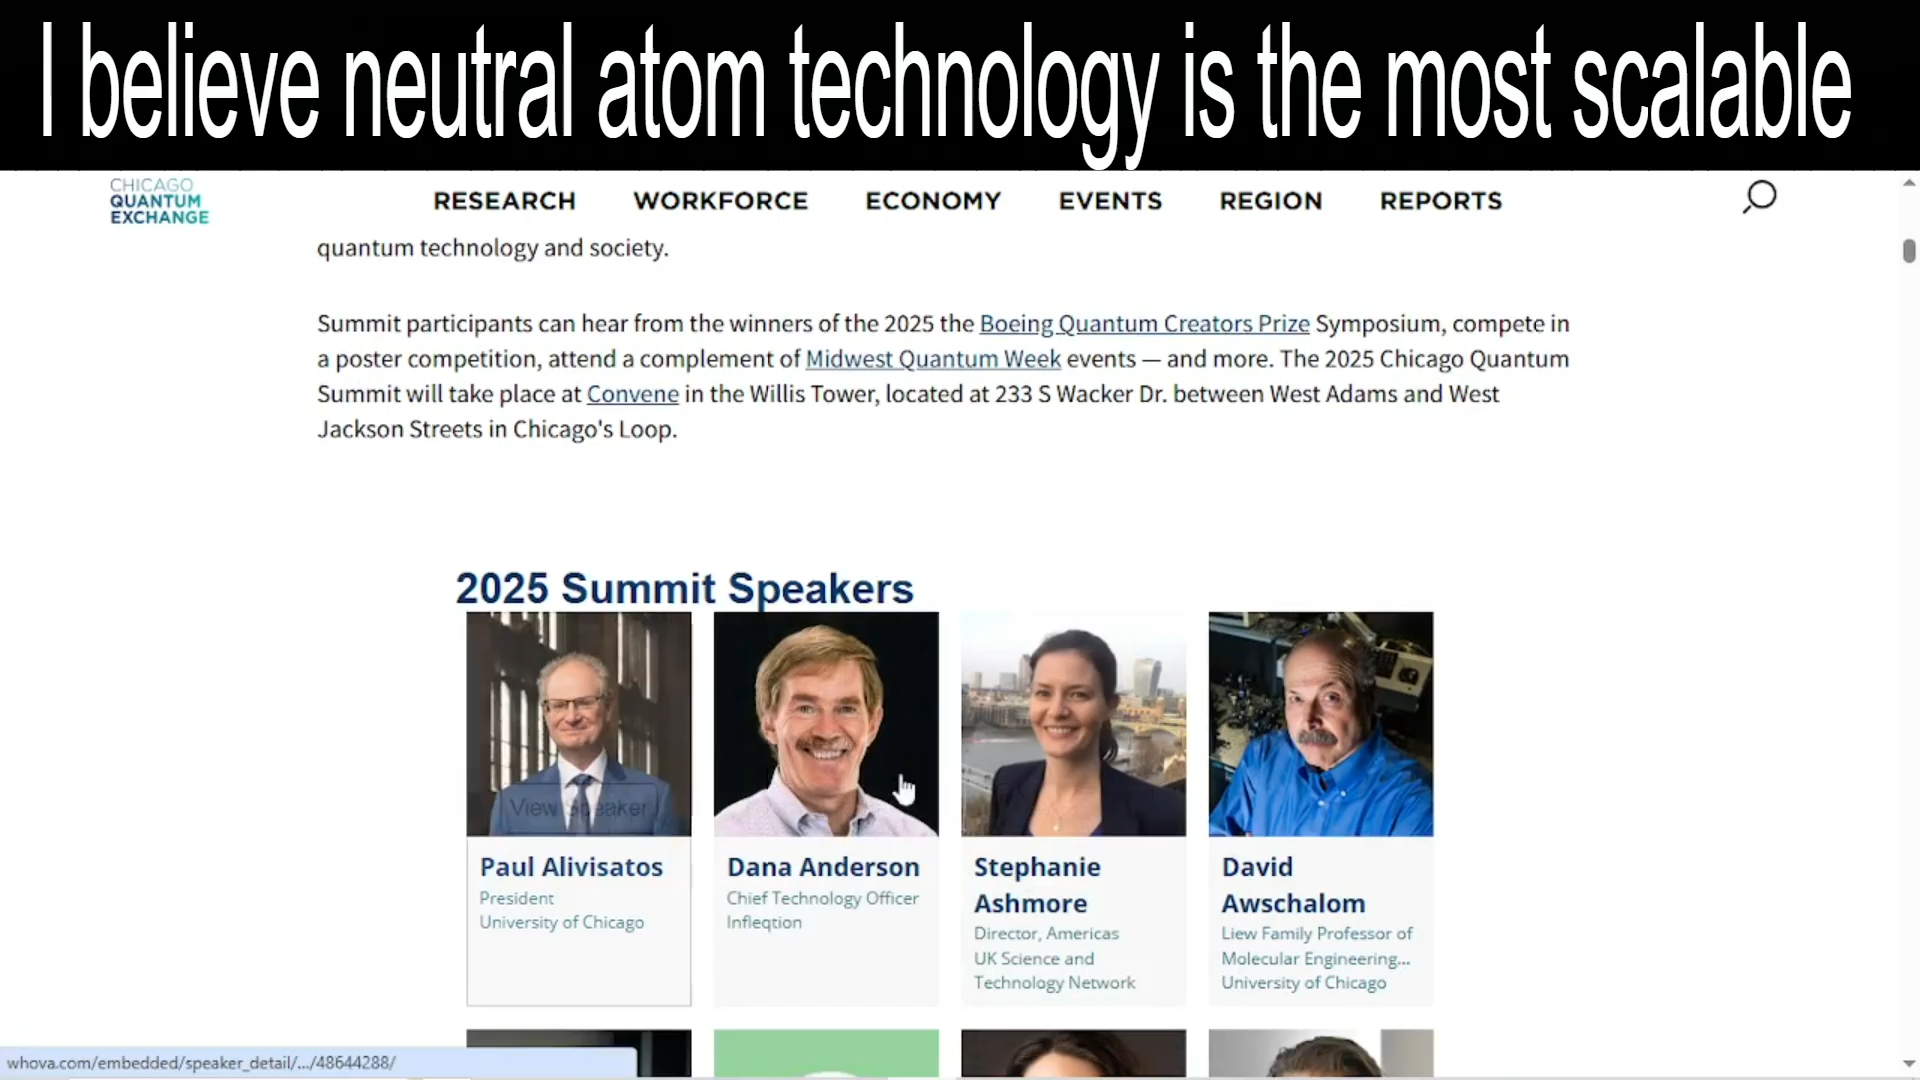 I believe neutral atom technology is the most scalable
CHICAGO
QUANTUM
EXCHANGE
RESEARCH WORKFORCE ECONOMY EVENTS REGION REPORTS
quantum technology and society.
Summit participants can hear from the winners of the 2025 the Boeing Quantum Creators Prize Symposium, compete in
a poster competition, attend a complement of Midwest Quantum Week events — and more. The 2025 Chicago Quantum
Summit will take place at Convene in the Willis Tower, located at 233 S Wacker Dr. between West Adams and West
Jackson Streets in Chicago's Loop.
2025 Summit Speakers
View Speaker
Paul Alivisatos
President
University of Chicago
Dana Anderson
Chief Technology Officer
Infleqtion
Stephanie
Ashmore
Director, Americas
UK Science and
Technology Network
David
Awschalom
Liew Family Professor of
Molecular Engineering...
University of Chicago
whova.com/embedded/speaker_detail/.../48644288/